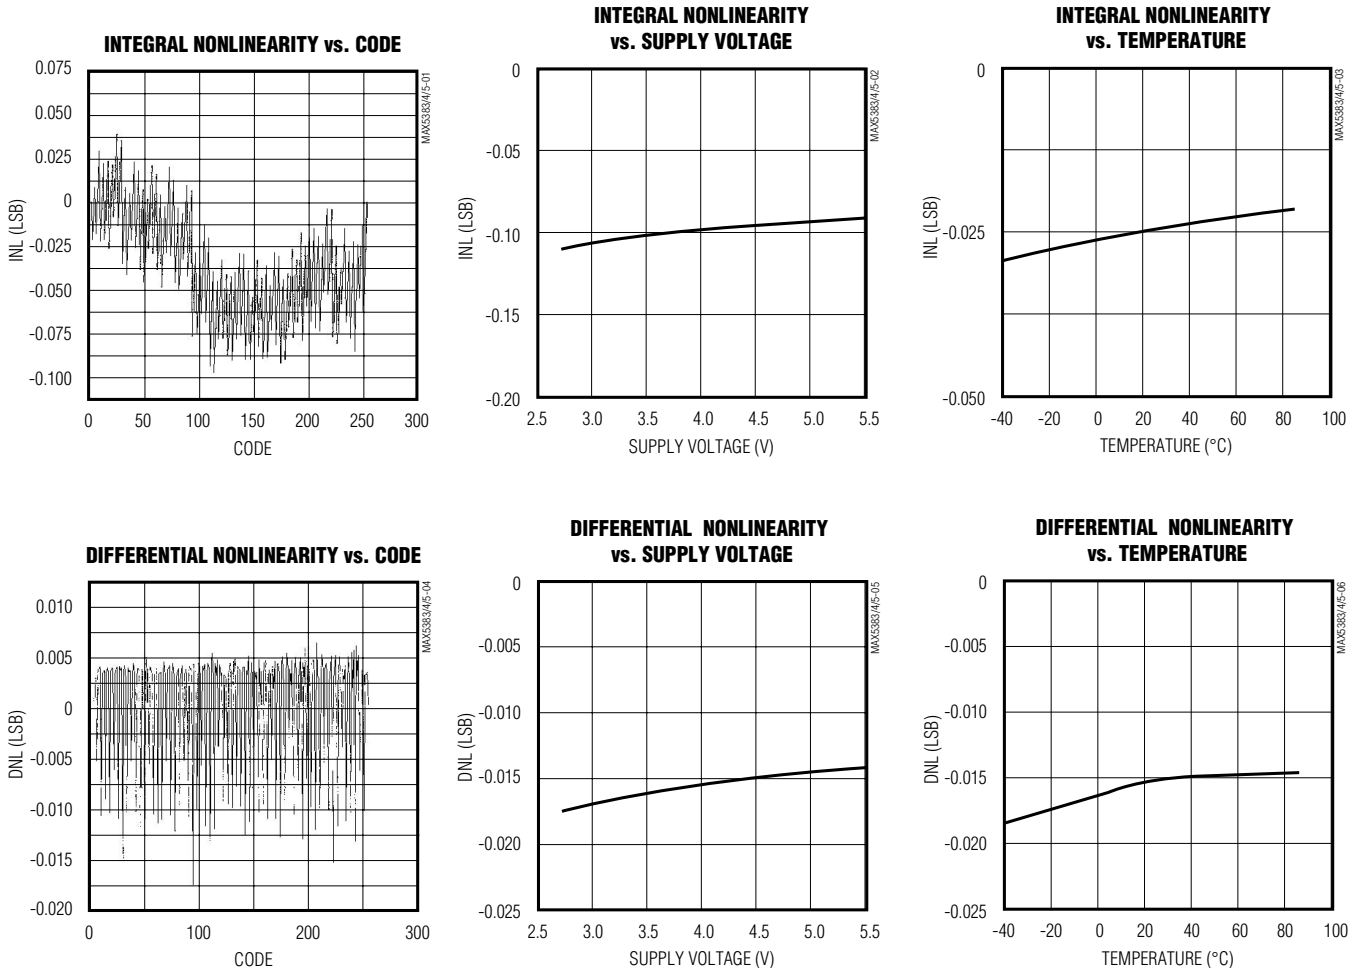 INTEGRAL NONLINEARITY vs. CODE
0.075
0.050
0.025
0
-0.025
-0.050
-0.075
-0.100
INL (LSB)
0 50 100 150 200 250 300
CODE
MAX5383/4/5-01
INTEGRAL NONLINEARITY
vs. SUPPLY VOLTAGE
0
-0.05
-0.10
-0.15
-0.20
INL (LSB)
2.5 3.0 3.5 4.0 4.5 5.0 5.5
SUPPLY VOLTAGE (V)
MAX5383/4/5-02
INTEGRAL NONLINEARITY
vs. TEMPERATURE
0
-0.025
-0.050
INL (LSB)
-40 -20 0 20 40 60 80 100
TEMPERATURE (°C)
MAX5383/4/5-03
DIFFERENTIAL NONLINEARITY vs. CODE
0.010
0.005
0
-0.005
-0.010
-0.015
-0.020
DNL (LSB)
0 100 200 300
CODE
MAX5383/4/5-04
DIFFERENTIAL NONLINEARITY
vs. SUPPLY VOLTAGE
0
-0.005
-0.010
-0.015
-0.020
-0.025
DNL (LSB)
2.5 3.0 3.5 4.0 4.5 5.0 5.5
SUPPLY VOLTAGE (V)
MAX5383/4/5-05
DIFFERENTIAL NONLINEARITY
vs. TEMPERATURE
0
-0.005
-0.010
-0.015
-0.020
-0.025
DNL (LSB)
-40 -20 0 20 40 60 80 100
TEMPERATURE (°C)
MAX5383/4/5-06